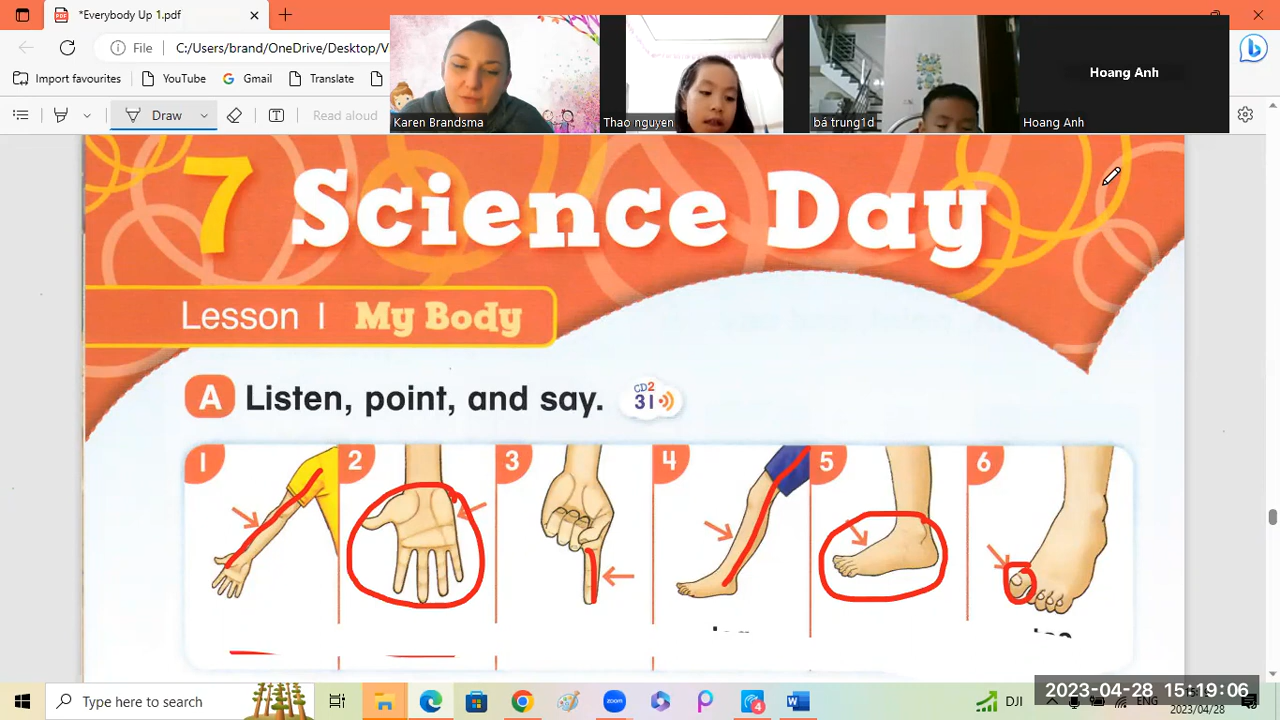 *Everybody Up 1.pdf
File
C:/Users/brand/OneDrive/Desktop/V
Import favourites
YouTube
Gmail
Translate
Draw
Read aloud
Hoang Anh
Karen Brandsma
Thao nguyen
bá trung1d
Hoang Anh
7 Science Day
Lesson 1 My Body
A Listen, point, and say.
CD2
31
1
2
3
4
5
6
Type here to search
4
zoom
DJI
ENG
2023-04-28 15:19:06
2023/04/28